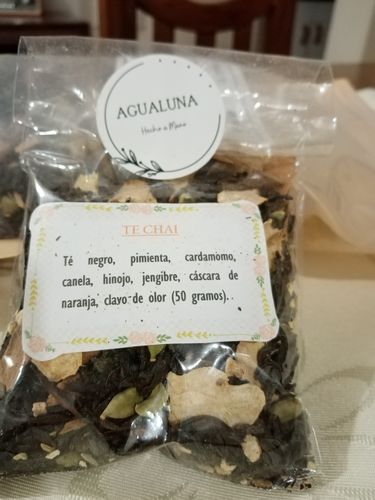 AGUALUNA
Hecho a Mano
TE CHAI
Té negro, pimienta, cardamomo,
canela, hinojo, jengibre, cáscara de
naranja, clavo de olor (50 gramos).